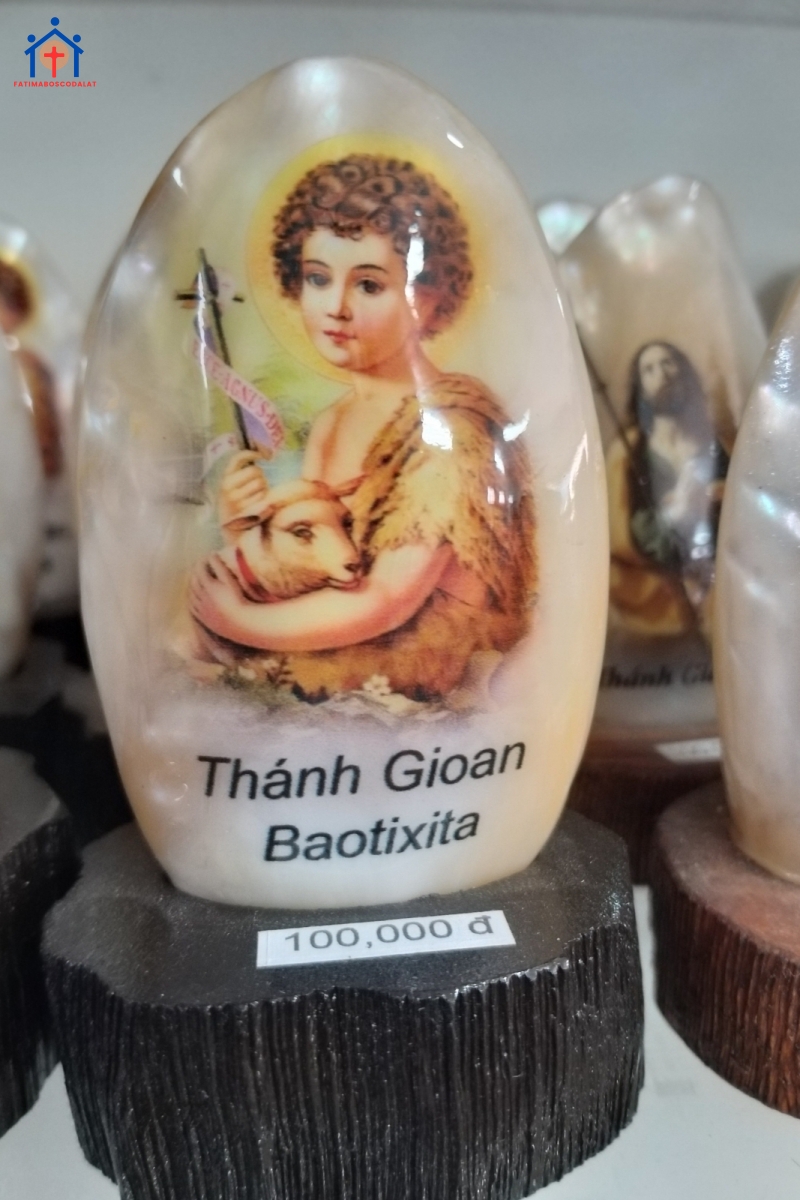 FATIMABOSCODALAT
Thánh Gioan
Baotixita
100,000 đ